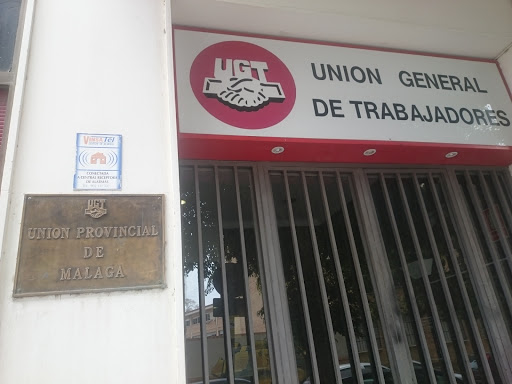 UGT
UNION GENERAL
DE TRABAJADORES
UGT
UNION PROVINCIAL
DE
MALAGA